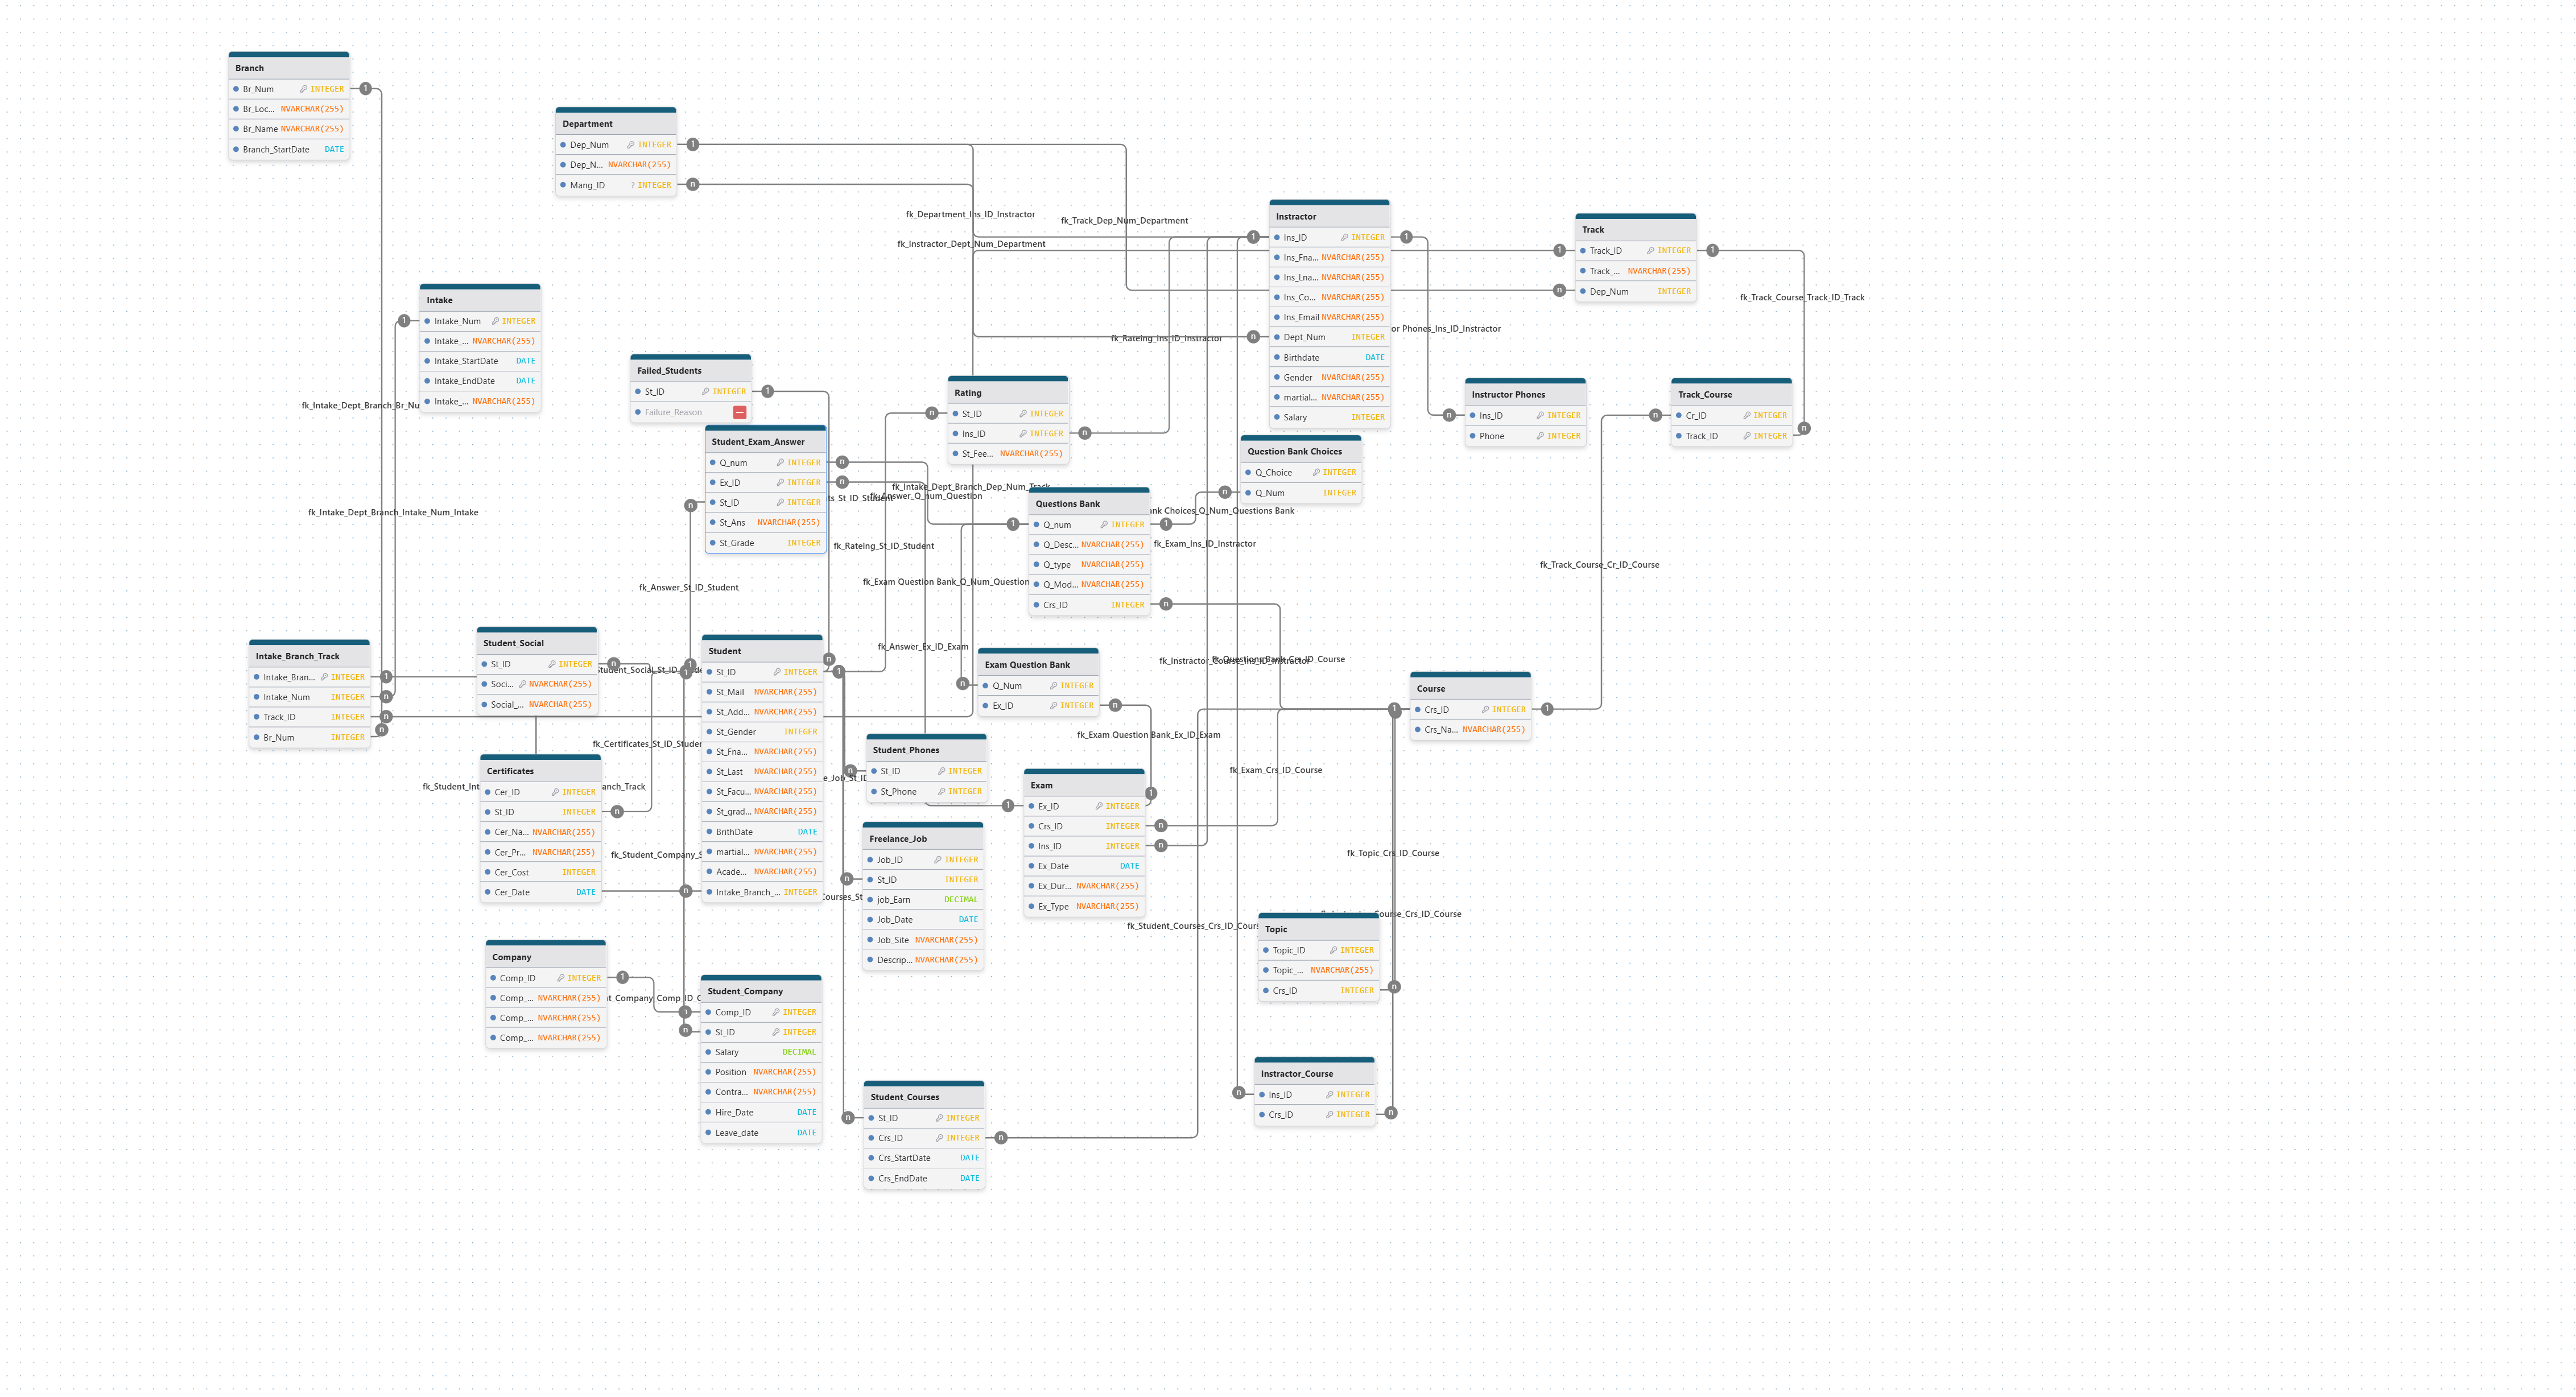 Branch
Br_Num INTEGER
Br_Loc... NVARCHAR(255)
Br_Name NVARCHAR(255)
Branch_StartDate DATE
Department
Dep_Num INTEGER
Dep_N... NVARCHAR(255)
Mang_ID ? INTEGER
fk_Department_Ins_ID_Instractor
fk_Track_Dep_Num_Department
fk_Instractor_Dept_Num_Department
Instractor
Ins_ID INTEGER
Ins_Fna... NVARCHAR(255)
Ins_Lna... NVARCHAR(255)
Ins_Co... NVARCHAR(255)
Ins_Email NVARCHAR(255)
Dept_Num INTEGER
Birthdate DATE
Gender NVARCHAR(255)
martial... NVARCHAR(255)
Salary INTEGER
Track
Track_ID INTEGER
Track_... NVARCHAR(255)
Dep_Num INTEGER
fk_Track_Course_Track_ID_Track
or Phones_Ins_ID_Instractor
fk_Rateing_Ins_ID_Instractor
Intake
Intake_Num INTEGER
Intake_... NVARCHAR(255)
Intake_StartDate DATE
Intake_EndDate DATE
Intake_... NVARCHAR(255)
fk_Intake_Dept_Branch_Br_Nu
Failed_Students
St_ID INTEGER
Failure_Reason
Rating
St_ID INTEGER
Ins_ID INTEGER
St_Fee... NVARCHAR(255)
Instructor Phones
Ins_ID INTEGER
Phone INTEGER
Track_Course
Cr_ID INTEGER
Track_ID INTEGER
Student_Exam_Answer
Q_num INTEGER
Ex_ID INTEGER
St_ID INTEGER
St_Ans NVARCHAR(255)
St_Grade INTEGER
Question Bank Choices
Q_Choice INTEGER
Q_Num INTEGER
fk_Intake_Dept_Branch_Dep_Num_Track
ts_St_ID_Student
fk_Answer_Q_num_Question
fk_Intake_Dept_Branch_Intake_Num_Intake
Questions Bank
Q_num INTEGER
Q_Desc... NVARCHAR(255)
Q_type NVARCHAR(255)
Q_Mod... NVARCHAR(255)
Crs_ID INTEGER
ank Choices_Q_Num_Questions Bank
fk_Exam_Ins_ID_Instractor
fk_Rateing_St_ID_Student
fk_Track_Course_Cr_ID_Course
fk_Exam Question Bank_Q_Num_Question
fk_Answer_St_ID_Student
fk_Answer_Ex_ID_Exam
Intake_Branch_Track
Intake_Bran... INTEGER
Intake_Num INTEGER
Track_ID INTEGER
Br_Num INTEGER
Student_Social
St_ID INTEGER
Soci... NVARCHAR(255)
Social_... NVARCHAR(255)
Student
St_ID INTEGER
St_Mail NVARCHAR(255)
St_Add... NVARCHAR(255)
St_Gender INTEGER
St_Fna... NVARCHAR(255)
St_Last NVARCHAR(255)
St_Facu... NVARCHAR(255)
St_grad... NVARCHAR(255)
BrithDate DATE
martial... NVARCHAR(255)
Acade... NVARCHAR(255)
Intake_Branch_... INTEGER
Exam Question Bank
Q_Num INTEGER
Ex_ID INTEGER
Course
Crs_ID INTEGER
Crs_Na... NVARCHAR(255)
fk_Exam Question Bank_Ex_ID_Exam
fk_Certificates_St_ID_Studen
Student_Phones
St_ID INTEGER
St_Phone INTEGER
e_Job_St_ID
fk_Exam_Crs_ID_Course
fk_Student_Int
anch_Track
Certificates
Cer_ID INTEGER
St_ID INTEGER
Cer_Na... NVARCHAR(255)
Cer_Pr... NVARCHAR(255)
Cer_Cost INTEGER
Cer_Date DATE
Exam
Ex_ID INTEGER
Crs_ID INTEGER
Ins_ID INTEGER
Ex_Date DATE
Ex_Dur... NVARCHAR(255)
Ex_Type NVARCHAR(255)
Freelance_Job
Job_ID INTEGER
St_ID INTEGER
job_Earn DECIMAL
Job_Date DATE
Job_Site NVARCHAR(255)
Descrip... NVARCHAR(255)
fk_Student_Company_S
fk_Topic_Crs_ID_Course
ourses_St
Course_Crs_ID_Course
fk_Student_Courses_Crs_ID_Cours
Topic
Topic_ID INTEGER
Topic_... NVARCHAR(255)
Crs_ID INTEGER
Company
Comp_ID INTEGER
Comp_... NVARCHAR(255)
Comp_... NVARCHAR(255)
Comp_... NVARCHAR(255)
t_Company_Comp_ID_C
Student_Company
Comp_ID INTEGER
St_ID INTEGER
Salary DECIMAL
Position NVARCHAR(255)
Contra... NVARCHAR(255)
Hire_Date DATE
Leave_date DATE
Student_Courses
St_ID INTEGER
Crs_ID INTEGER
Crs_StartDate DATE
Crs_EndDate DATE
Instractor_Course
Ins_ID INTEGER
Crs_ID INTEGER